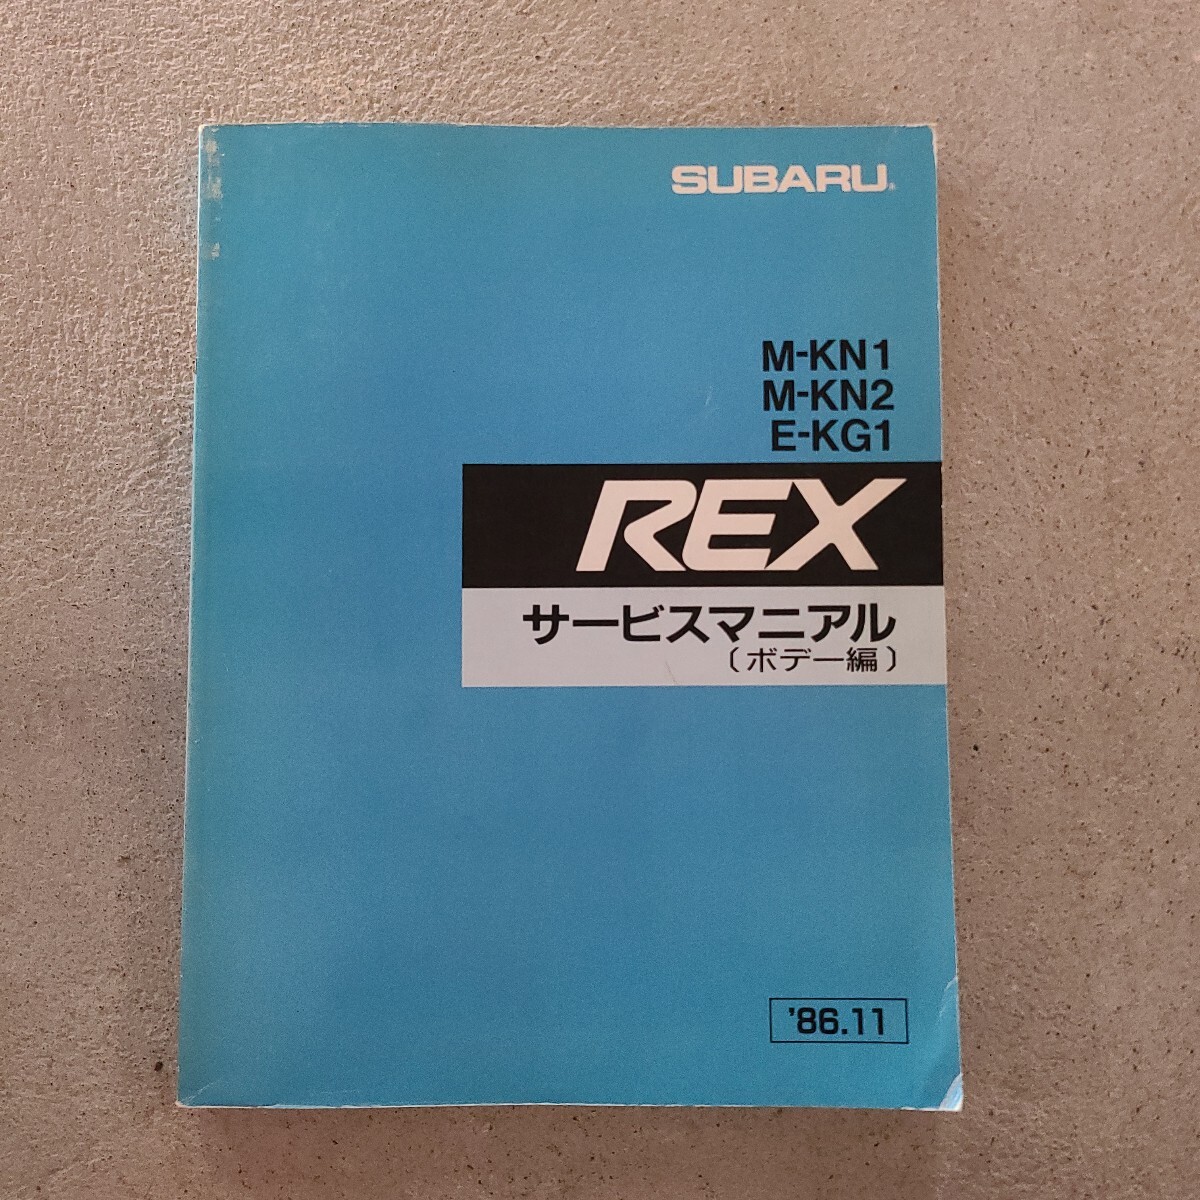 SUBARU®
M-KN1
M-KN2
E-KG1
REX
サービスマニアル
〔ボデー編〕
'86.11